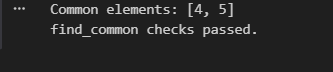 Common elements: [4, 5]
find_common checks passed.